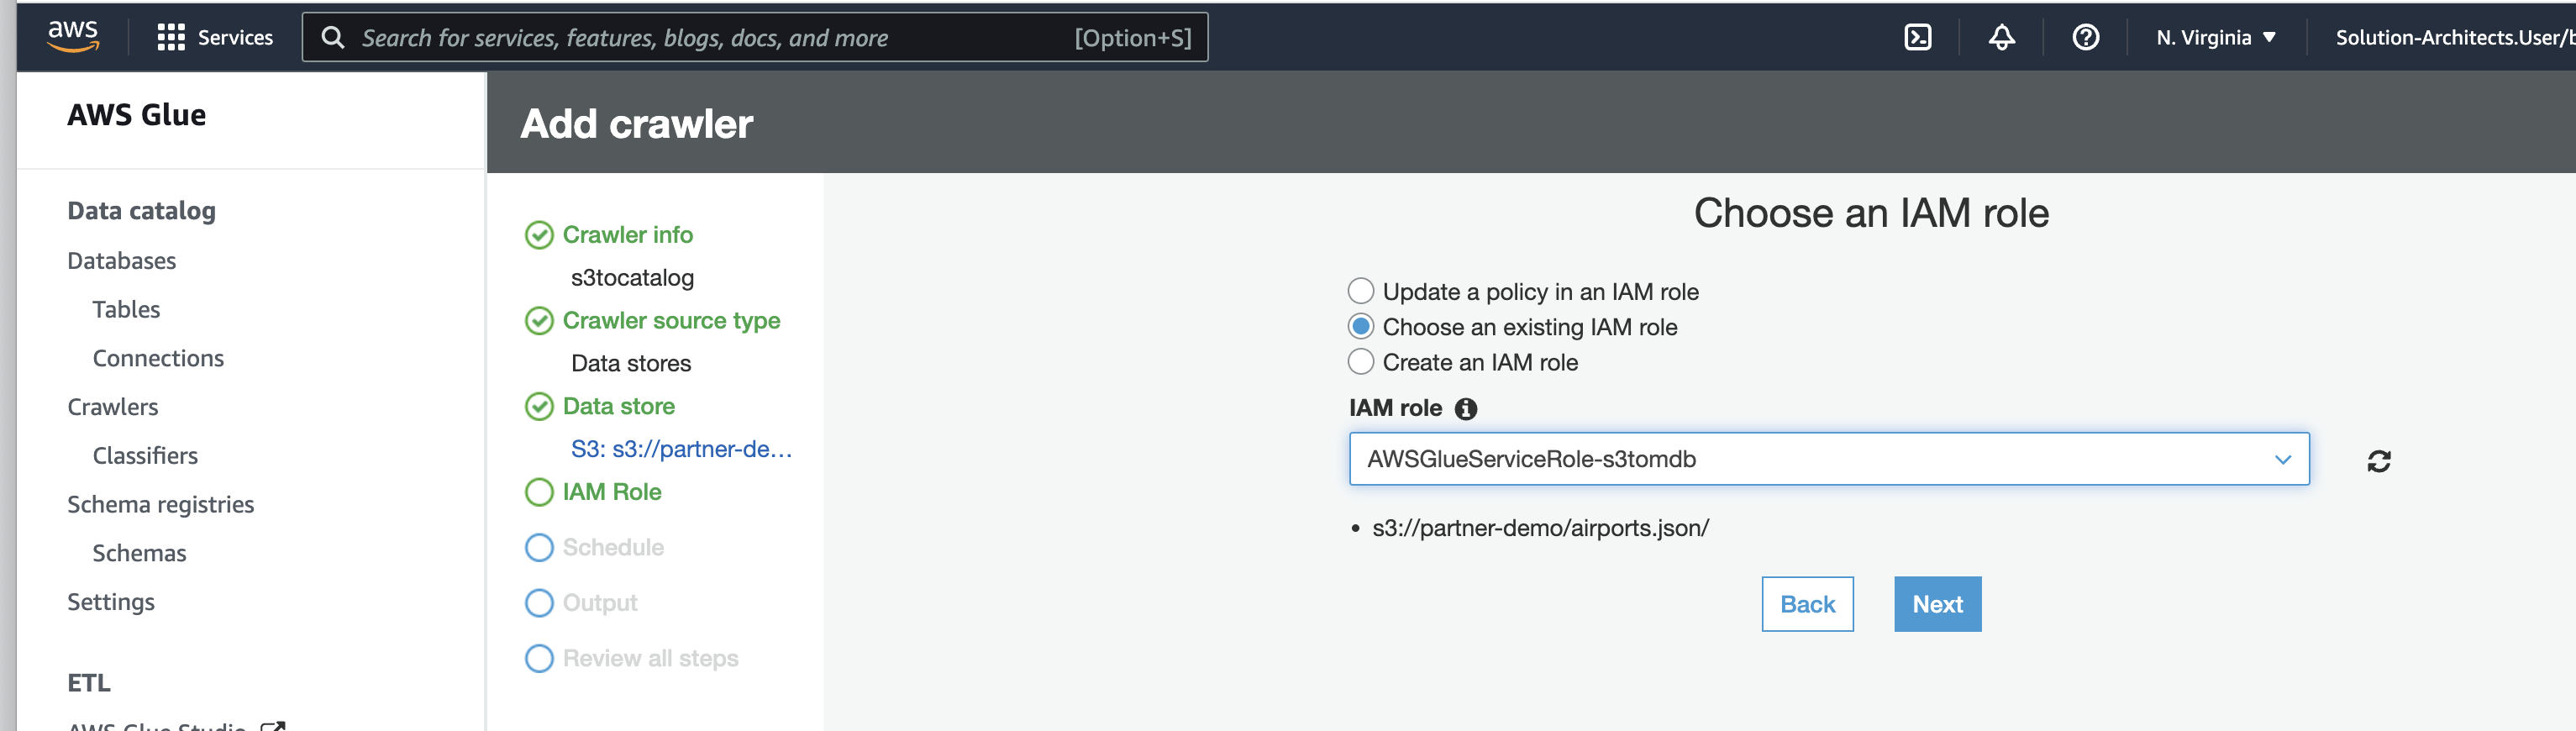 aws
Services
Search for services, features, blogs, docs, and more
[Option+S]
N. Virginia
Solution-Architects.User/b
AWS Glue
Data catalog
Databases
Tables
Connections
Crawlers
Classifiers
Schema registries
Schemas
Settings
ETL
AWS Glue Studio
Add crawler
Crawler info
s3tocatalog
Crawler source type
Data stores
Data store
S3: s3://partner-de...
IAM Role
Schedule
Output
Review all steps
Choose an IAM role
Update a policy in an IAM role
Choose an existing IAM role
Create an IAM role
IAM role
AWSGlueServiceRole-s3tomdb
• s3://partner-demo/airports.json/
Back
Next